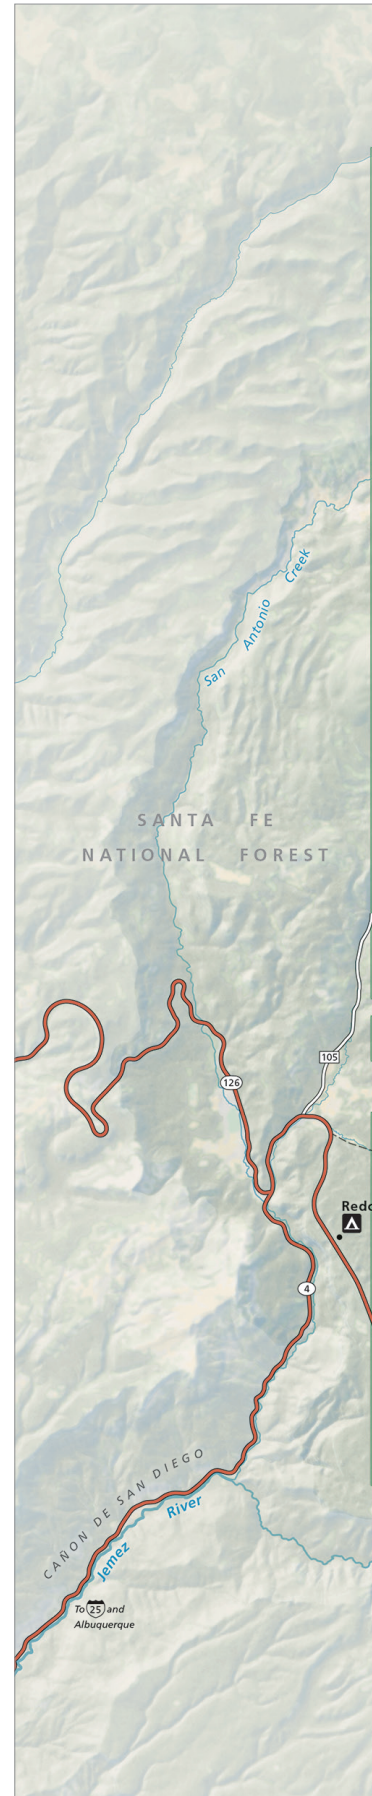 Creek
Antonio
San
SANTA FE
NATIONAL FOREST
105
126
4
CAÑON DE SAN DIEGO
River
Jemez
To 25 and
Albuquerque